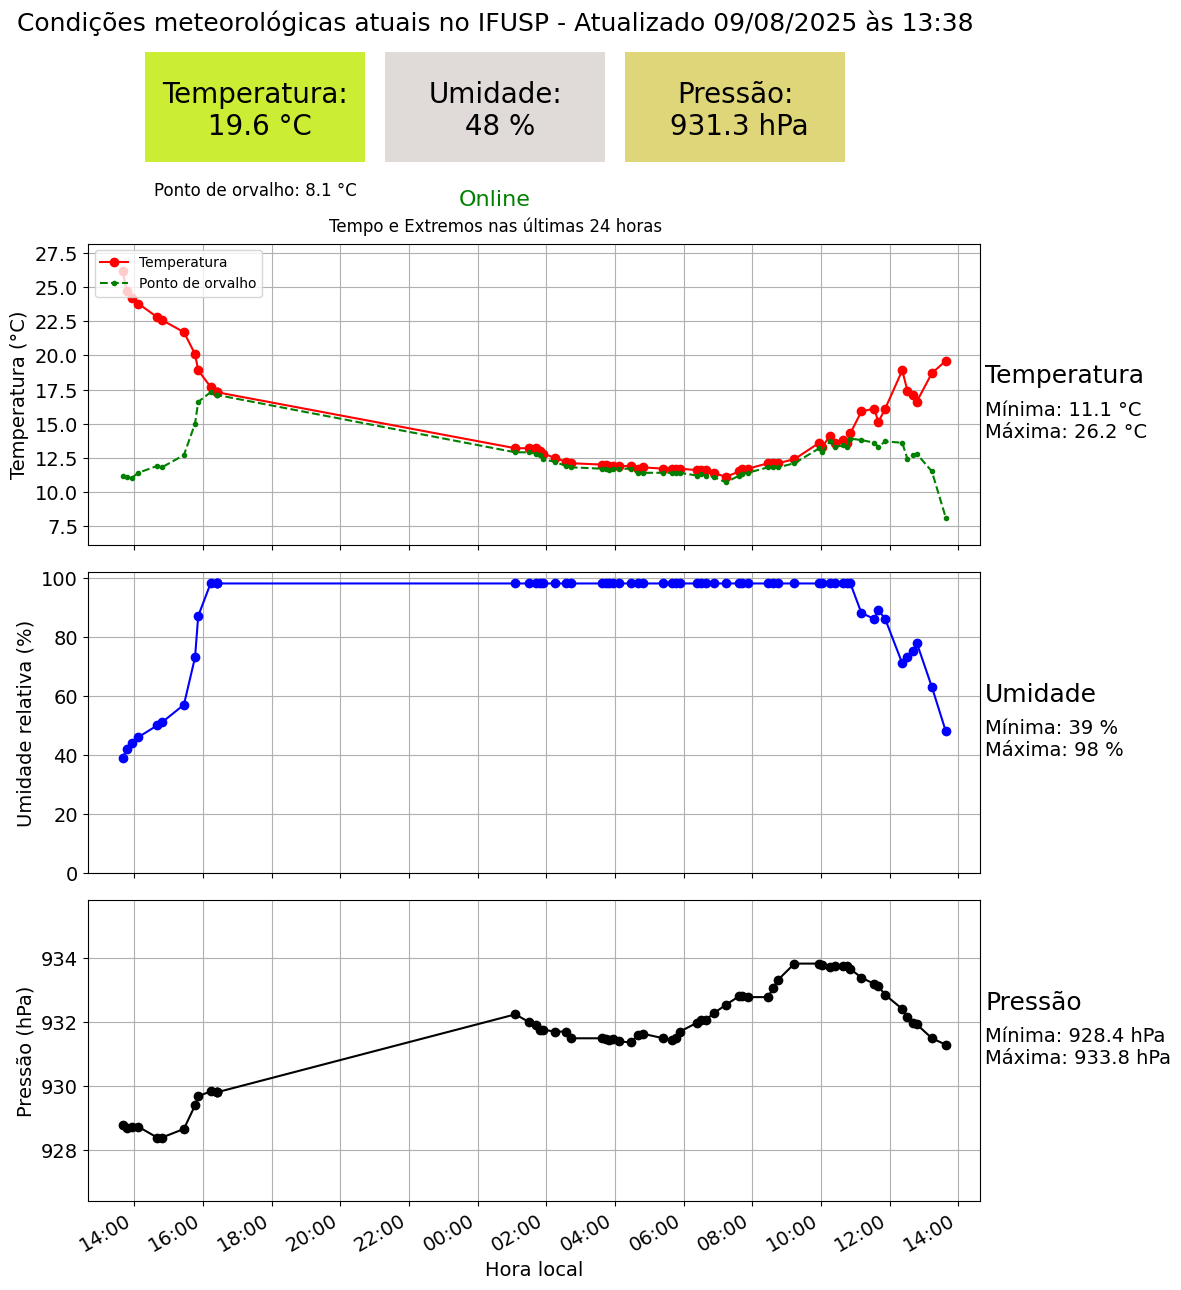 Condições meteorológicas atuais no IFUSP - Atualizado 09/08/2025 às 13:38
Temperatura:
19.6 °C
Umidade:
48 %
Pressão:
931.3 hPa
Ponto de orvalho: 8.1 °C
Online
Tempo e Extremos nas últimas 24 horas
Temperatura (°C)
27.5
25.0
22.5
20.0
17.5
15.0
12.5
10.0
7.5
Temperatura
Ponto de orvalho
Temperatura
Mínima: 11.1 °C
Máxima: 26.2 °C
Umidade relativa (%)
100
80
60
40
20
0
Umidade
Mínima: 39 %
Máxima: 98 %
Pressão (hPa)
934
932
930
928
Pressão
Mínima: 928.4 hPa
Máxima: 933.8 hPa
14:00 16:00 18:00 20:00 22:00 00:00 02:00 04:00 06:00 08:00 10:00 12:00 14:00
Hora local